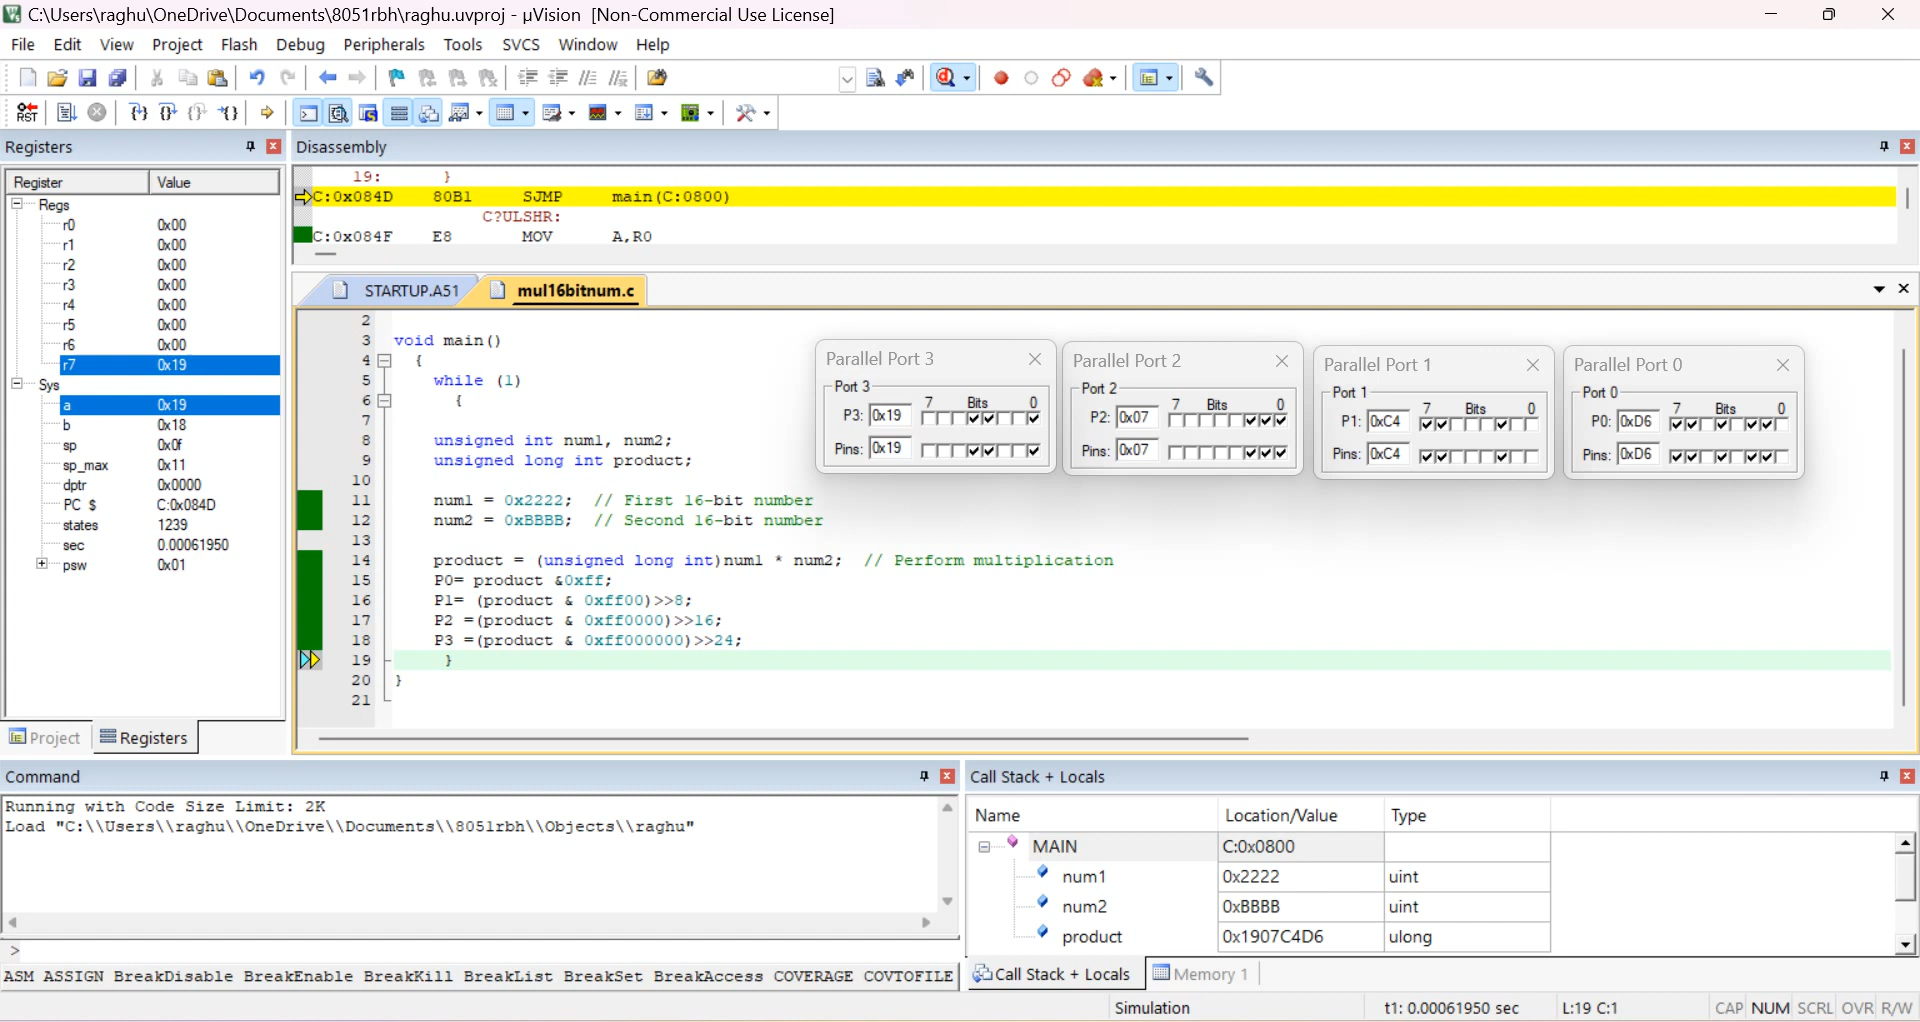 C:\Users\raghu\OneDrive\Documents\8051rbh\raghu.uvproj - µVision [Non-Commercial Use License]
File Edit View Project Flash Debug Peripherals Tools SVCS Window Help
RST
Registers
Register Value
Regs
r0 0x00
r1 0x00
r2 0x00
r3 0x00
r4 0x00
r5 0x00
r6 0x00
r7 0x19
Sys
a 0x19
b 0x18
sp 0x0f
sp_max 0x11
dptr 0x0000
PC $ C:0x084D
states 1239
sec 0.00061950
psw 0x01
Project Registers
Disassembly
19: }
C:0x084D 80B1 SJMP main(C:0800)
C?ULSHR:
C:0x084F E8 MOV A,R0
STARTUP.A51 mul16bitnum.c
2
3 void main()
4 {
5 while (1)
6 {
7
8 unsigned int num1, num2;
9 unsigned long int product;
10
11 num1 = 0x2222; // First 16-bit number
12 num2 = 0xBBBB; // Second 16-bit number
13
14 product = (unsigned long int)num1 * num2; // Perform multiplication
15 P0= product &0xff;
16 P1= (product & 0xff00)>>8;
17 P2 =(product & 0xff0000)>>16;
18 P3 =(product & 0xff000000)>>24;
19 }
20 }
21
Parallel Port 3
Port 3
7 Bits 0
P3: 0x19
Pins: 0x19
Parallel Port 2
Port 2
7 Bits 0
P2: 0x07
Pins: 0x07
Parallel Port 1
Port 1
7 Bits 0
P1: 0xC4
Pins: 0xC4
Parallel Port 0
Port 0
7 Bits 0
P0: 0xD6
Pins: 0xD6
Command
Running with Code Size Limit: 2K
Load "C:\\Users\\raghu\\OneDrive\\Documents\\8051rbh\\Objects\\raghu"
>
ASM ASSIGN BreakDisable BreakEnable BreakKill BreakList BreakSet BreakAccess COVERAGE COVTOFILE
Call Stack + Locals
Name Location/Value Type
MAIN C:0x0800
num1 0x2222 uint
num2 0xBBBB uint
product 0x1907C4D6 ulong
Call Stack + Locals Memory 1
Simulation t1: 0.00061950 sec L:19 C:1 CAP NUM SCRL OVR R/W